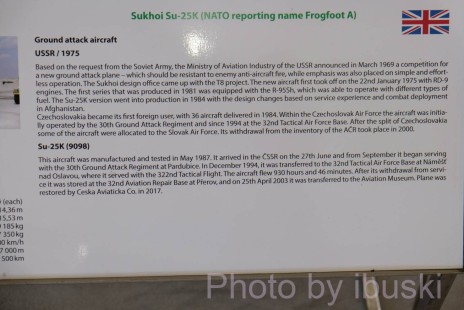 Sukhoi Su-25K (NATO reporting name Frogfoot A)
Ground attack aircraft
USSR / 1975
Based on the request from the Soviet Army, the Ministry of Aviation Industry of the USSR announced in March 1969 a competition for
a new ground attack plane – which should be resistant to enemy anti-aircraft fire, while emphasis was also placed on simple and effort-
less operation. The Sukhoi design office came up with the T8 project. The new aircraft first took off on the 22nd January 1975 with RD-9
engines. The first series that was produced in 1981 was equipped with the R-95Sh, which was able to operate with different types of
fuel. The Su-25K version went into production in 1984 with the design changes based on service experience and combat deployment
in Afghanistan.
Czechoslovakia became its first foreign user, with 36 aircraft delivered in 1984. Within the Czechoslovak Air Force the aircraft was initia-
lly operated by the 30th Ground Attack Regiment and since 1994 at the 32nd Tactical Air Force Base. After the split of Czechoslovakia
some of the aircraft were allocated to the Slovak Air Force. Its withdrawal from the inventory of the ACR took place in 2000.
Su-25K (9098)
This aircraft was manufactured and tested in May 1987. It arrived in the ČSSR on the 27th June and from September it began serving
with the 30th Ground Attack Regiment at Pardubice. In December 1994, it was transferred to the 32nd Tactical Air Force Base at Náměšť
nad Oslavou, where it served with the 322nd Tactical Flight. The aircraft flew 930 hours and 46 minutes. After its withdrawal from servi-
ce it was stored at the 32nd Aviation Repair Base at Přerov, and on 25th April 2003 it was transferred to the Aviation Museum. Plane was
restored by Ceska Aviaticka Co. in 2017.
(each)
14,36 m
15,53 m
185 kg
350 kg
km/h
000 m
500 km
Photo by ibuski